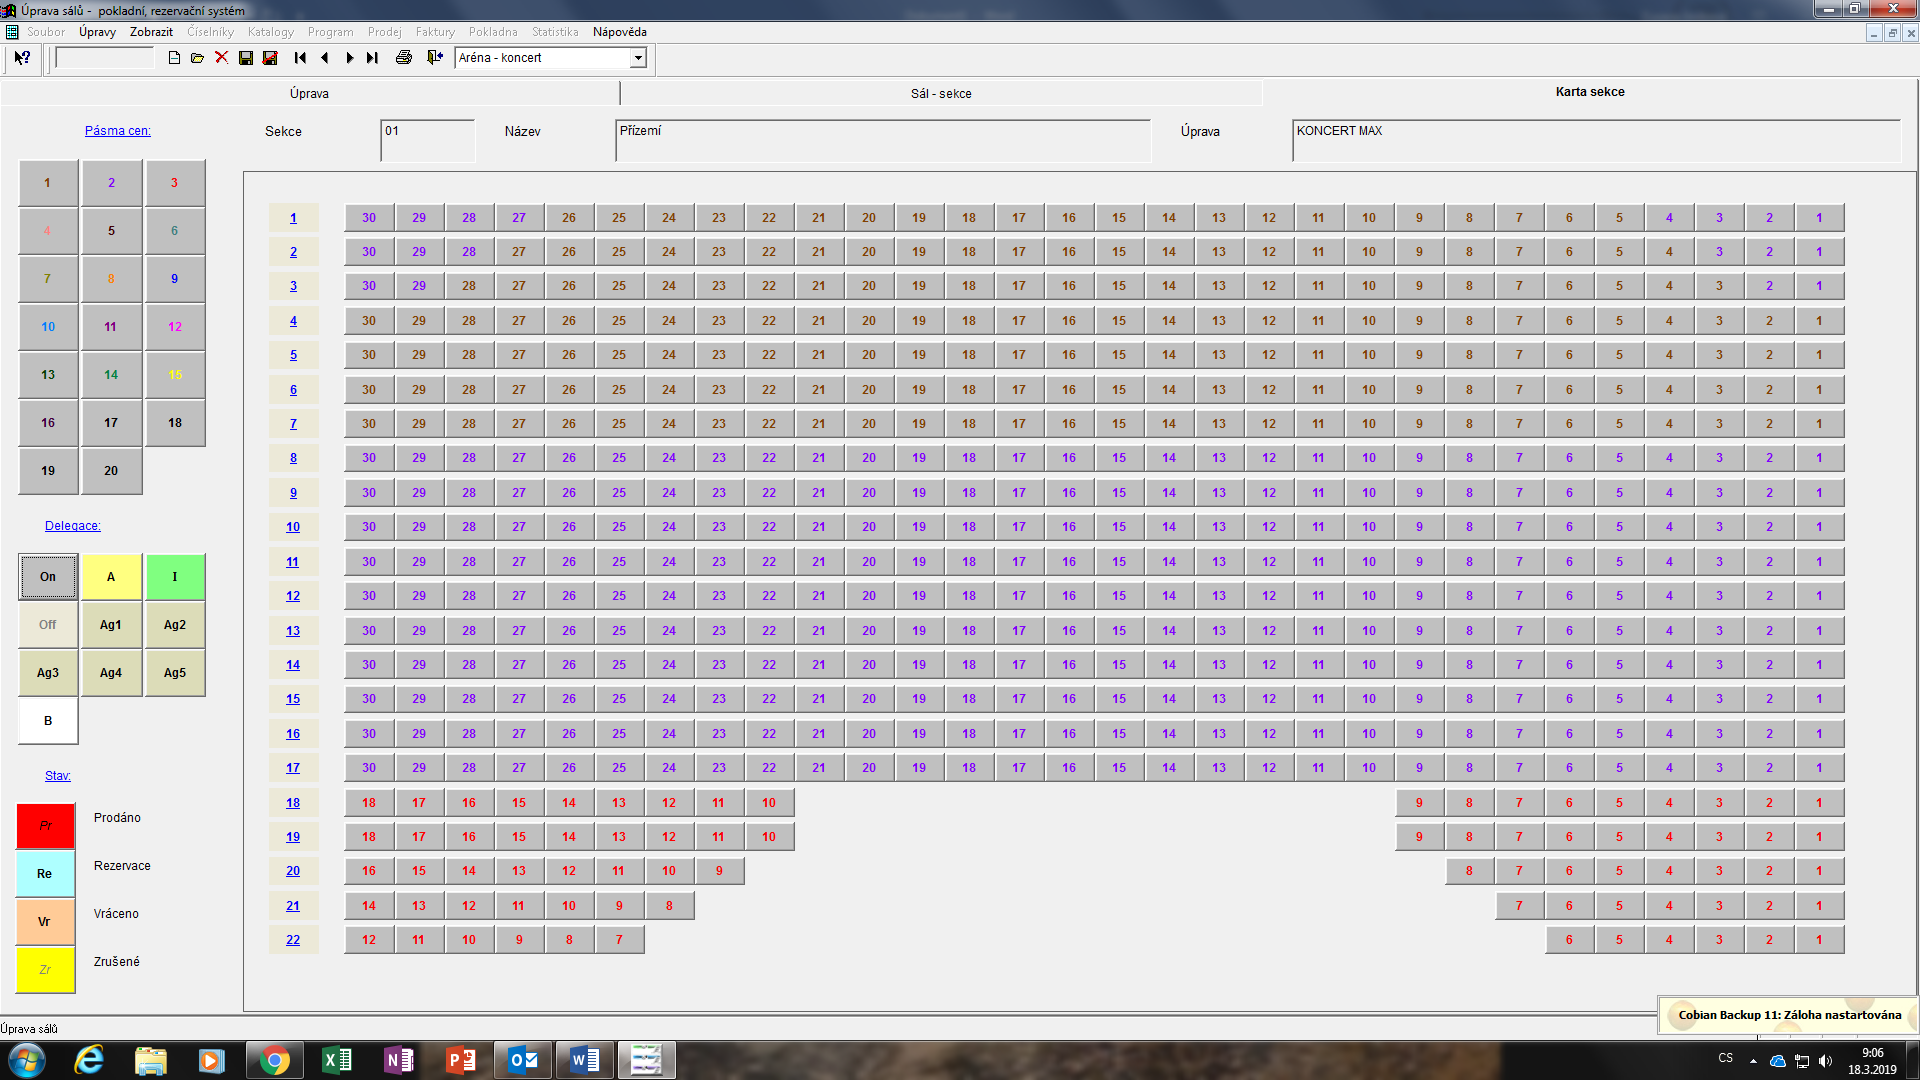 Úprava sálů -  pokladní, rezervační systém
Soubor Úpravy Zobrazit Číselníky Katalogy Program Prodej Faktury Pokladna Statistika Nápověda
Aréna - koncert
Úprava Sál - sekce Karta sekce
Pásma cen: Sekce 01 Název Přízemí Úprava KONCERT MAX
1 2 3
4 5 6
7 8 9
10 11 12
13 14 15
16 17 18
19 20
Delegace:
On A I
Off Ag1 Ag2
Ag3 Ag4 Ag5
B
Stav:
Pr Prodáno
Re Rezervace
Vr Vráceno
Zr Zrušené
1 30 29 28 27 26 25 24 23 22 21 20 19 18 17 16 15 14 13 12 11 10 9 8 7 6 5 4 3 2 1
2 30 29 28 27 26 25 24 23 22 21 20 19 18 17 16 15 14 13 12 11 10 9 8 7 6 5 4 3 2 1
3 30 29 28 27 26 25 24 23 22 21 20 19 18 17 16 15 14 13 12 11 10 9 8 7 6 5 4 3 2 1
4 30 29 28 27 26 25 24 23 22 21 20 19 18 17 16 15 14 13 12 11 10 9 8 7 6 5 4 3 2 1
5 30 29 28 27 26 25 24 23 22 21 20 19 18 17 16 15 14 13 12 11 10 9 8 7 6 5 4 3 2 1
6 30 29 28 27 26 25 24 23 22 21 20 19 18 17 16 15 14 13 12 11 10 9 8 7 6 5 4 3 2 1
7 30 29 28 27 26 25 24 23 22 21 20 19 18 17 16 15 14 13 12 11 10 9 8 7 6 5 4 3 2 1
8 30 29 28 27 26 25 24 23 22 21 20 19 18 17 16 15 14 13 12 11 10 9 8 7 6 5 4 3 2 1
9 30 29 28 27 26 25 24 23 22 21 20 19 18 17 16 15 14 13 12 11 10 9 8 7 6 5 4 3 2 1
10 30 29 28 27 26 25 24 23 22 21 20 19 18 17 16 15 14 13 12 11 10 9 8 7 6 5 4 3 2 1
11 30 29 28 27 26 25 24 23 22 21 20 19 18 17 16 15 14 13 12 11 10 9 8 7 6 5 4 3 2 1
12 30 29 28 27 26 25 24 23 22 21 20 19 18 17 16 15 14 13 12 11 10 9 8 7 6 5 4 3 2 1
13 30 29 28 27 26 25 24 23 22 21 20 19 18 17 16 15 14 13 12 11 10 9 8 7 6 5 4 3 2 1
14 30 29 28 27 26 25 24 23 22 21 20 19 18 17 16 15 14 13 12 11 10 9 8 7 6 5 4 3 2 1
15 30 29 28 27 26 25 24 23 22 21 20 19 18 17 16 15 14 13 12 11 10 9 8 7 6 5 4 3 2 1
16 30 29 28 27 26 25 24 23 22 21 20 19 18 17 16 15 14 13 12 11 10 9 8 7 6 5 4 3 2 1
17 30 29 28 27 26 25 24 23 22 21 20 19 18 17 16 15 14 13 12 11 10 9 8 7 6 5 4 3 2 1
18 18 17 16 15 14 13 12 11 10 9 8 7 6 5 4 3 2 1
19 18 17 16 15 14 13 12 11 10 9 8 7 6 5 4 3 2 1
20 16 15 14 13 12 11 10 9 8 7 6 5 4 3 2 1
21 14 13 12 11 10 9 8 7 6 5 4 3 2 1
22 12 11 10 9 8 7 6 5 4 3 2 1
Cobian Backup 11: Záloha nastartována
Úprava sálů
CS
9:06
18.3.2019